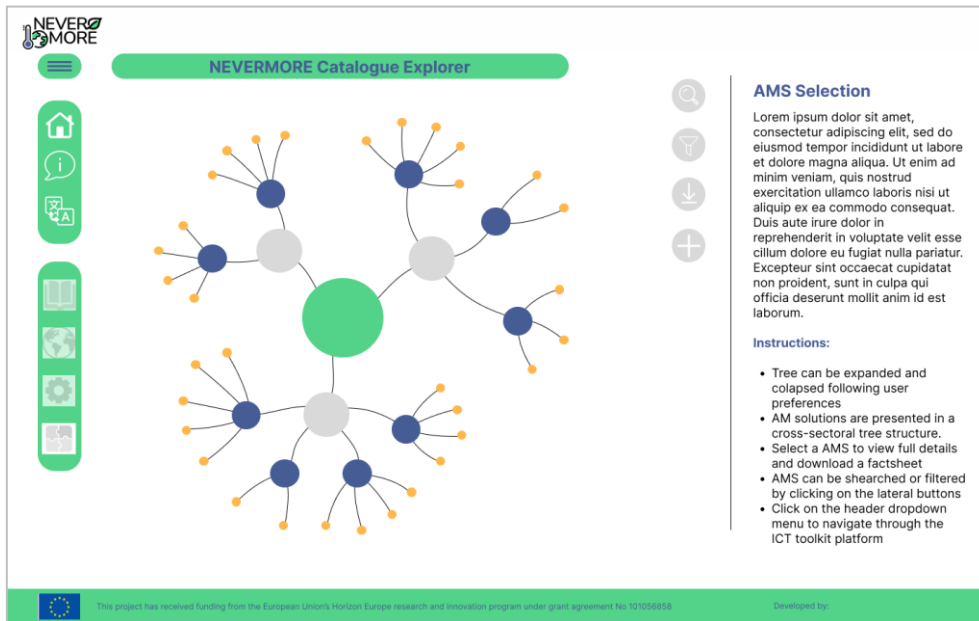 NEVER
MORE
NEVERMORE Catalogue Explorer
i
文
A
AMS Selection
Lorem ipsum dolor sit amet,
consectetur adipiscing elit, sed do
eiusmod tempor incididunt ut labore
et dolore magna aliqua. Ut enim ad
minim veniam, quis nostrud
exercitation ullamco laboris nisi ut
aliquip ex ea commodo consequat.
Duis aute irure dolor in
reprehenderit in voluptate velit esse
cillum dolore eu fugiat nulla pariatur.
Excepteur sint occaecat cupidatat
non proident, sunt in culpa qui
officia deserunt mollit anim id est
laborum.
Instructions:
• Tree can be expanded and
colapsed following user
preferences
• AM solutions are presented in a
cross-sectoral tree structure.
• Select a AMS to view full details
and download a factsheet
• AMS can be shearched or filtered
by clicking on the lateral buttons
• Click on the header dropdown
menu to navigate through the
ICT toolkit platform
This project has received funding from the European Union's Horizon Europe research and innovation program under grant agreement No 101056858
Developed by: